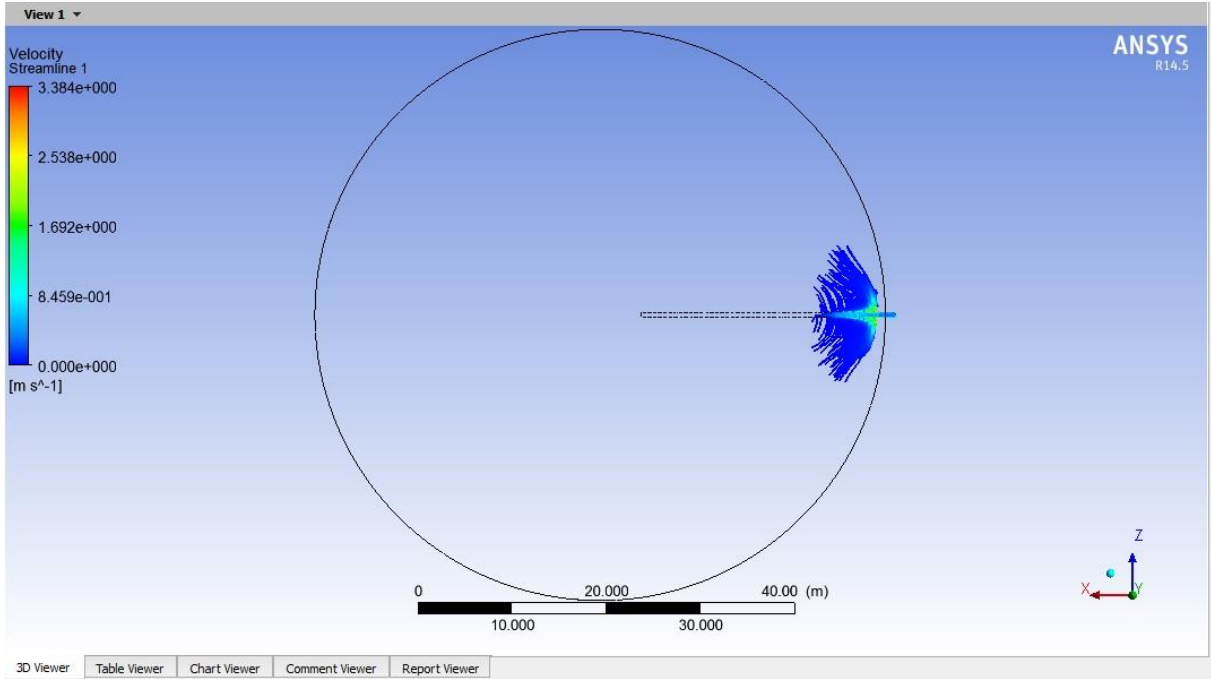 View 1
ANSYS
R14.5
Velocity
Streamline 1
3.384e+000
2.538e+000
1.692e+000
8.459e-001
0.000e+000
[m s^-1]
Z
X
Y
0 20.000 40.00 (m)
10.000 30.000
3D Viewer Table Viewer Chart Viewer Comment Viewer Report Viewer